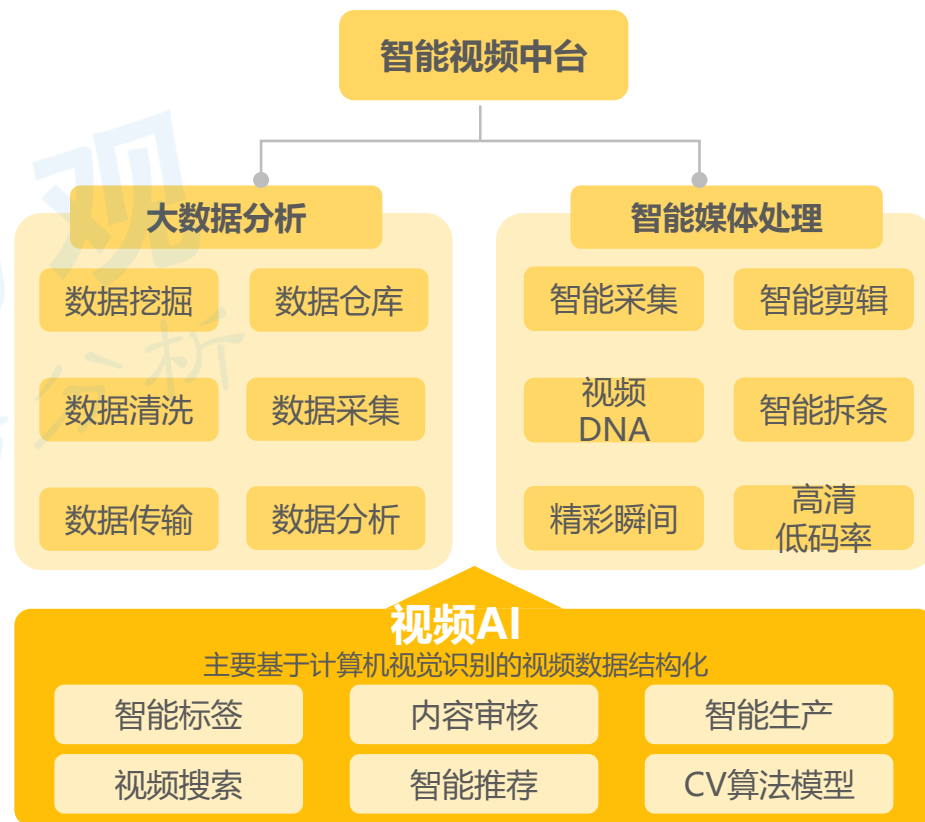 智能视频中台
大数据分析
数据挖掘
数据仓库
数据清洗
数据采集
数据传输
数据分析
智能媒体处理
智能采集
智能剪辑
视频
DNA
智能拆条
精彩瞬间
高清
低码率
视频AI
主要基于计算机视觉识别的视频数据结构化
智能标签
内容审核
智能生产
视频搜索
智能推荐
CV算法模型
观
分析